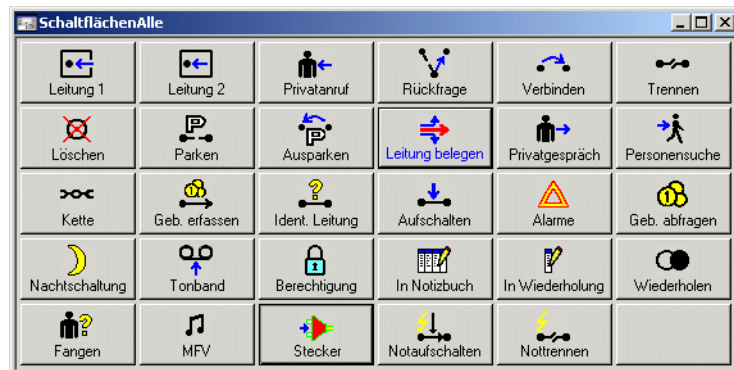 SchaltflächenAlle
Leitung 1 Leitung 2 Privatanruf Rückfrage Verbinden Trennen
P P
Löschen Parken Ausparken Leitung belegen Privatgespräch Personensuche
1 ? 1
Kette Geb. erfassen Ident. Leitung Aufschalten Alarme Geb. abfragen
Nachtschaltung Tonband Berechtigung In Notizbuch In Wiederholung Wiederholen
?
Fangen MFV Stecker Notaufschalten Nottrennen